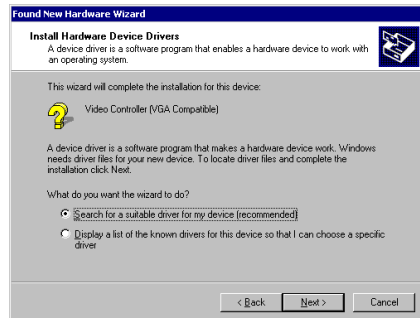 Found New Hardware Wizard
Install Hardware Device Drivers
A device driver is a software program that enables a hardware device to work with
an operating system.
This wizard will complete the installation for this device:
Video Controller (VGA Compatible)
A device driver is a software program that makes a hardware device work. Windows
needs driver files for your new device. To locate driver files and complete the
installation click Next.
What do you want the wizard to do?
Search for a suitable driver for my device (recommended)
Display a list of the known drivers for this device so that I can choose a specific
driver
< Back Next > Cancel